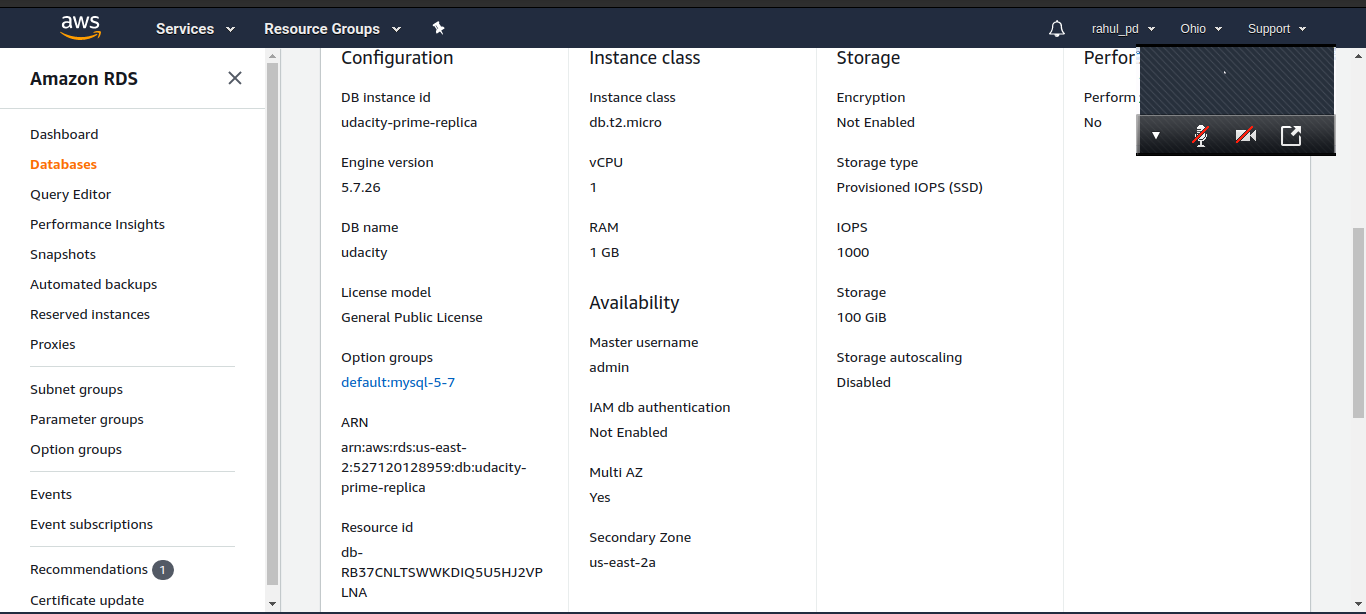 aws
Services
Resource Groups
rahul_pd
Ohio
Support
Amazon RDS
Dashboard
Databases
Query Editor
Performance Insights
Snapshots
Automated backups
Reserved instances
Proxies
Subnet groups
Parameter groups
Option groups
Events
Event subscriptions
Recommendations 1
Certificate update
Configuration
DB instance id
udacity-prime-replica
Engine version
5.7.26
DB name
udacity
License model
General Public License
Option groups
default:mysql-5-7
ARN
arn:aws:rds:us-east-
2:527120128959:db:udacity-
prime-replica
Resource id
db-
RB37CNLTSWWKDIQ5U5HJ2VP
LNA
Instance class
Instance class
db.t2.micro
vCPU
1
RAM
1 GB
Availability
Master username
admin
IAM db authentication
Not Enabled
Multi AZ
Yes
Secondary Zone
us-east-2a
Storage
Encryption
Not Enabled
Storage type
Provisioned IOPS (SSD)
IOPS
1000
Storage
100 GiB
Storage autoscaling
Disabled
Perfor
Perform
No